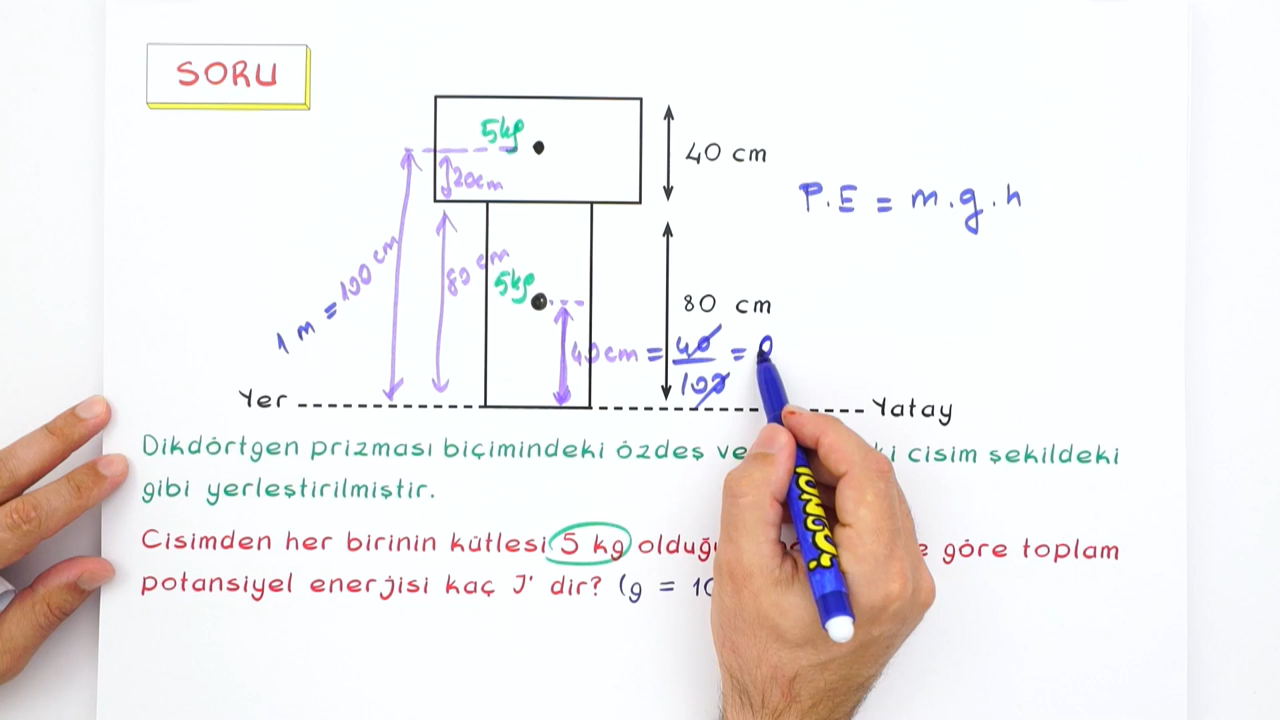 SORU
5kg
40 cm
20cm
P.E = m.g.h
1 m = 100 cm
80 cm
5kg
80 cm
40cm = 40/100 = 0
Yer
Yatay
Dikdörtgen prizması biçimindeki özdeş ve cisim şekildeki
gibi yerleştirilmiştir.
Cisimden her birinin kütlesi 5 kg göre toplam
potansiyel enerjisi kaç J' dir? (g = 10